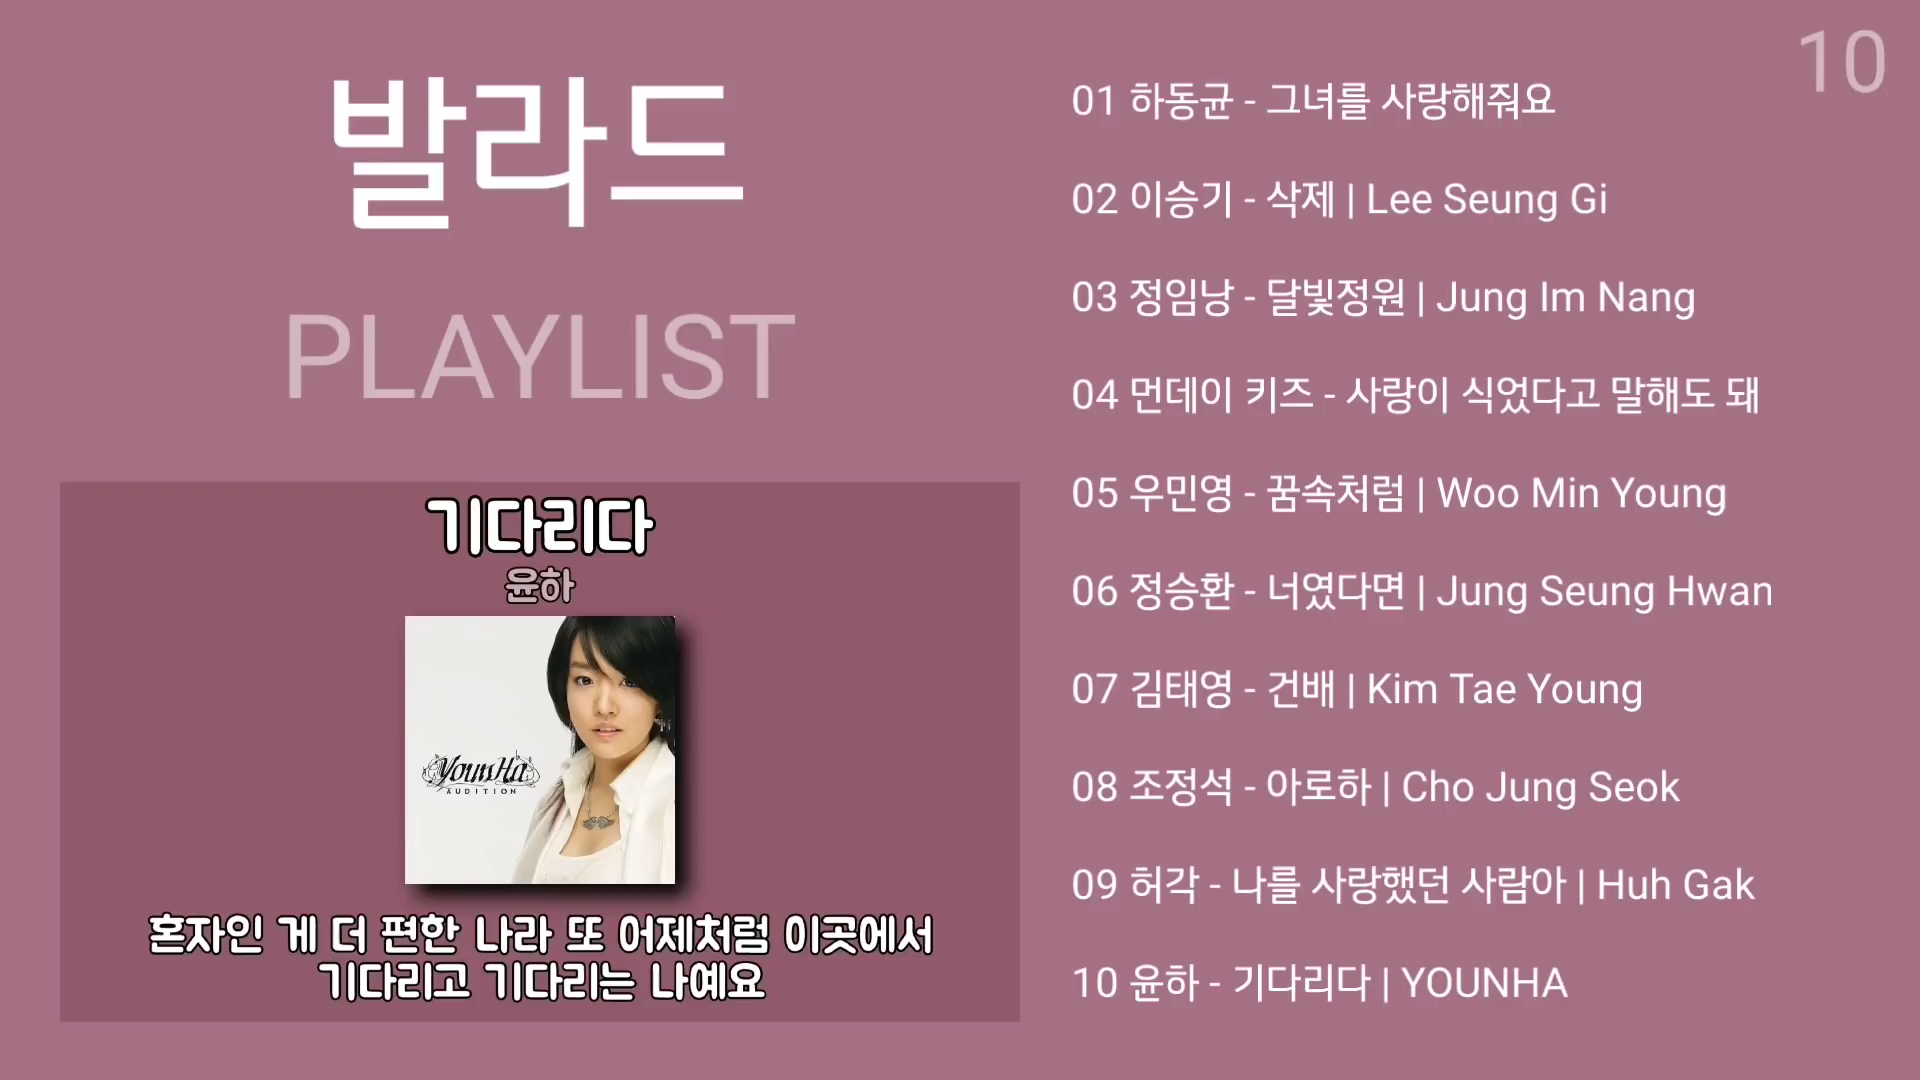 발라드
PLAYLIST
기다리다
윤하
YounHa
AUDITION
혼자인 게 더 편한 나라 또 어제처럼 이곳에서
기다리고 기다리는 나예요
10
01 하동균 - 그녀를 사랑해줘요
02 이승기 - 삭제 | Lee Seung Gi
03 정임낭 - 달빛정원 | Jung Im Nang
04 먼데이 키즈 - 사랑이 식었다고 말해도 돼
05 우민영 - 꿈속처럼 | Woo Min Young
06 정승환 - 너였다면 | Jung Seung Hwan
07 김태영 - 건배 | Kim Tae Young
08 조정석 - 아로하 | Cho Jung Seok
09 허각 - 나를 사랑했던 사람아 | Huh Gak
10 윤하 - 기다리다 | YOUNHA